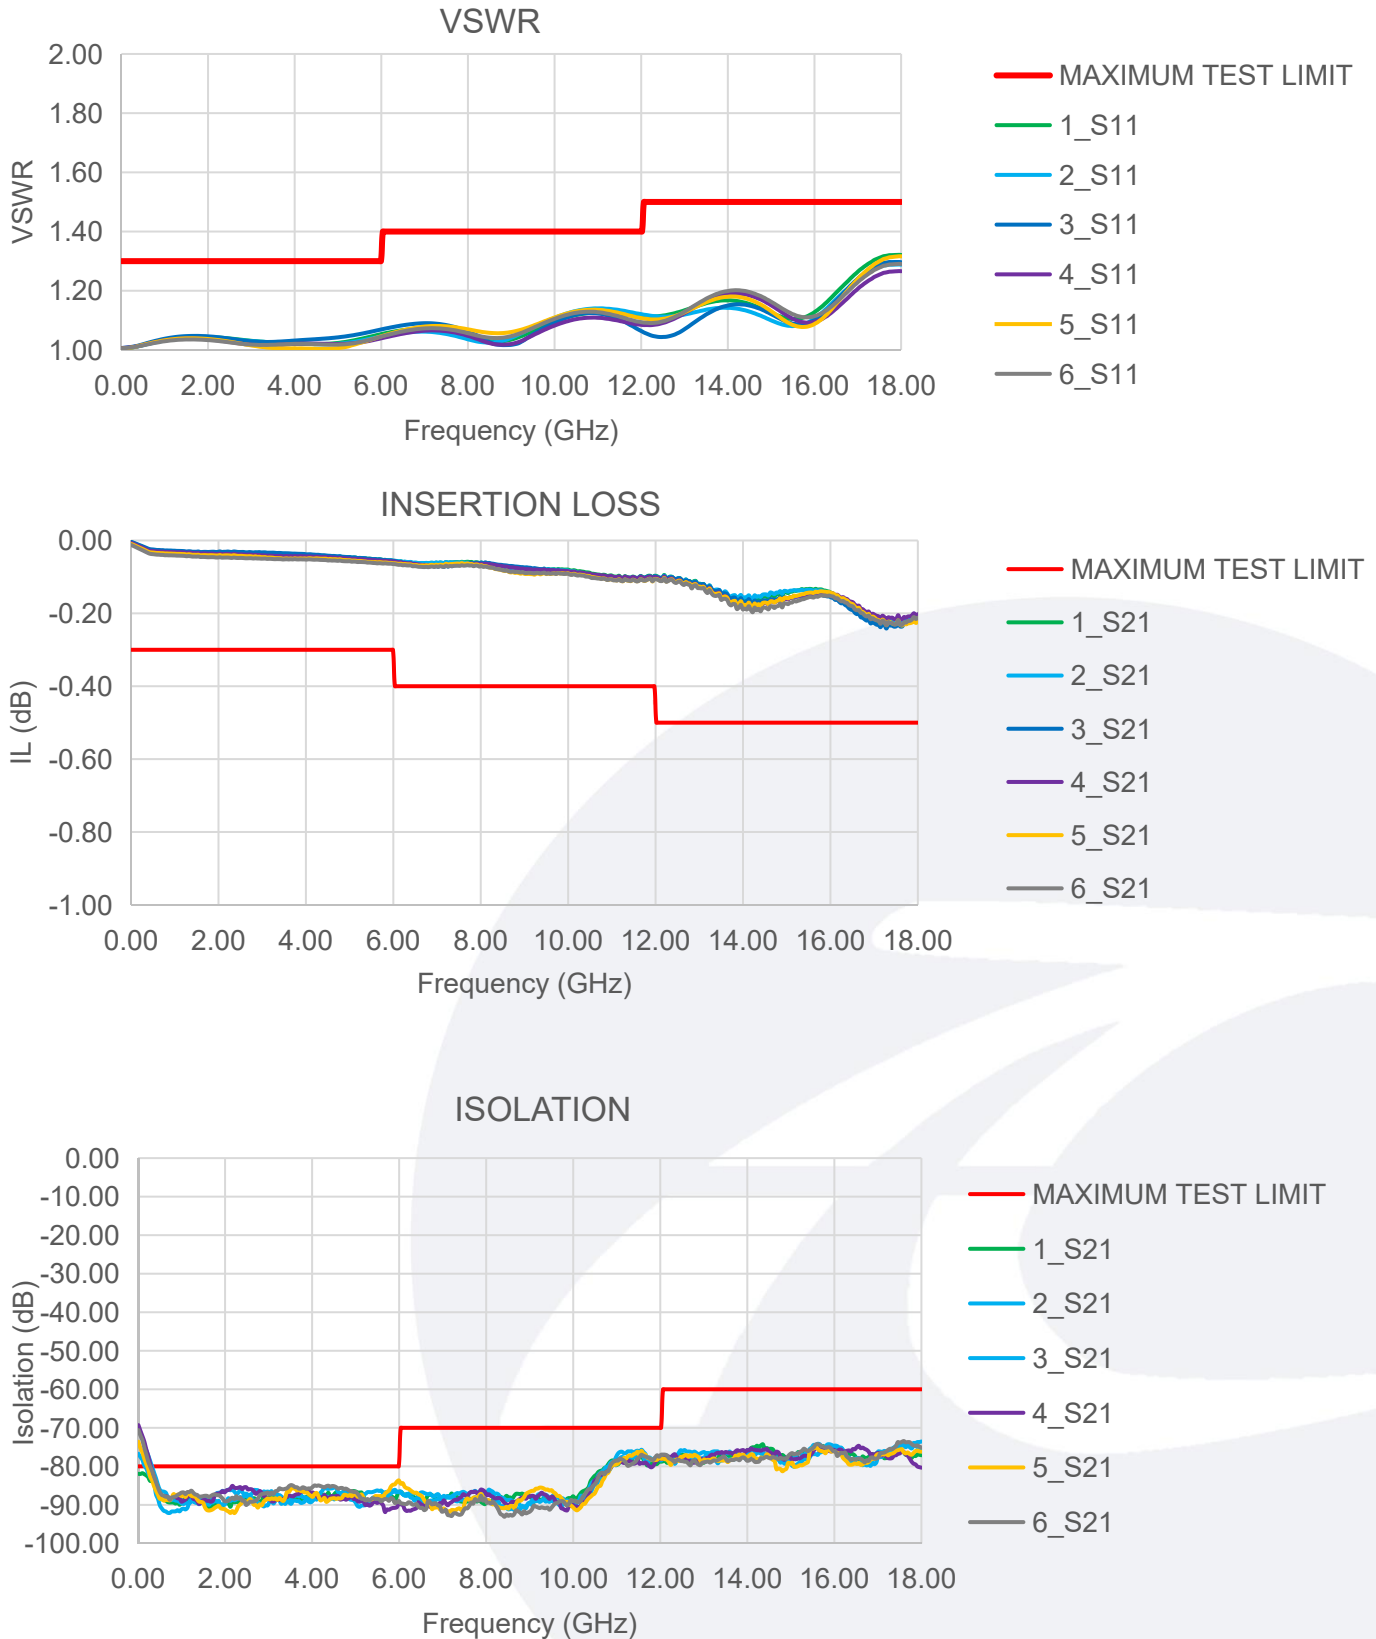 VSWR
2.00
1.80
1.60
1.40
1.20
1.00
VSWR
0.00 2.00 4.00 6.00 8.00 10.00 12.00 14.00 16.00 18.00
Frequency (GHz)
MAXIMUM TEST LIMIT
1_S11
2_S11
3_S11
4_S11
5_S11
6_S11
INSERTION LOSS
0.00
-0.20
-0.40
-0.60
-0.80
-1.00
IL (dB)
0.00 2.00 4.00 6.00 8.00 10.00 12.00 14.00 16.00 18.00
Frequency (GHz)
MAXIMUM TEST LIMIT
1_S21
2_S21
3_S21
4_S21
5_S21
6_S21
ISOLATION
0.00
-10.00
-20.00
-30.00
-40.00
-50.00
-60.00
-70.00
-80.00
-90.00
-100.00
Isolation (dB)
0.00 2.00 4.00 6.00 8.00 10.00 12.00 14.00 16.00 18.00
Frequency (GHz)
MAXIMUM TEST LIMIT
1_S21
2_S21
3_S21
4_S21
5_S21
6_S21